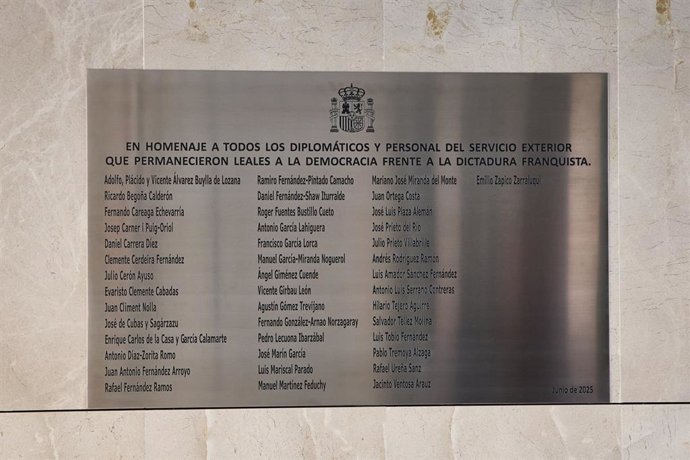 EN HOMENAJE A TODOS LOS DIPLOMÁTICOS Y PERSONAL DEL SERVICIO EXTERIOR
QUE PERMANECIERON LEALES A LA DEMOCRACIA FRENTE A LA DICTADURA FRANQUISTA.
Adolfo, Plácido y Vicente Álvarez Buylla de Lozana
Ricardo Begoña Calderón
Fernando Careaga Echevarría
Josep Carner i Puig-Oriol
Daniel Carrera Díez
Clemente Cerdeira Fernández
Julio Cerón Ayuso
Evaristo Clemente Cabadas
Juan Climent Nolla
José de Cubas y Sagárzazu
Enrique Carlos de la Casa y García Calamarte
Antonio Díaz-Zorita Romo
Juan Antonio Fernández Arroyo
Rafael Fernández Ramos
Ramiro Fernández-Pintado Camacho
Daniel Fernández-Shaw Iturralde
Roger Fuentes Bustillo Cueto
Antonio García Lahiguera
Francisco García Lorca
Manuel García-Miranda Noguerol
Ángel Giménez Cuende
Vicente Girbau León
Agustín Gómez Trevijano
Fernando González-Arnao Norzagaray
Pedro Lecuona Ibarzábal
José Marín García
Luis Mariscal Parado
Manuel Martínez Feduchy
Mariano José Miranda del Monte
Juan Ortega Costa
José Luis Plaza Alemán
José Prieto del Río
Julio Prieto Villabrille
Andrés Rodríguez Ramón
Luis Amador Sánchez Fernández
Antonio Luis Serrano Contreras
Hilario Tejero Aguirre
Salvador Téllez Molina
Luis Tobío Fernández
Pablo Tremoya Alzaga
Rafael Ureña Sanz
Jacinto Ventosa Arauz
Emilio Zapico Zarraluqui
Junio de 2025